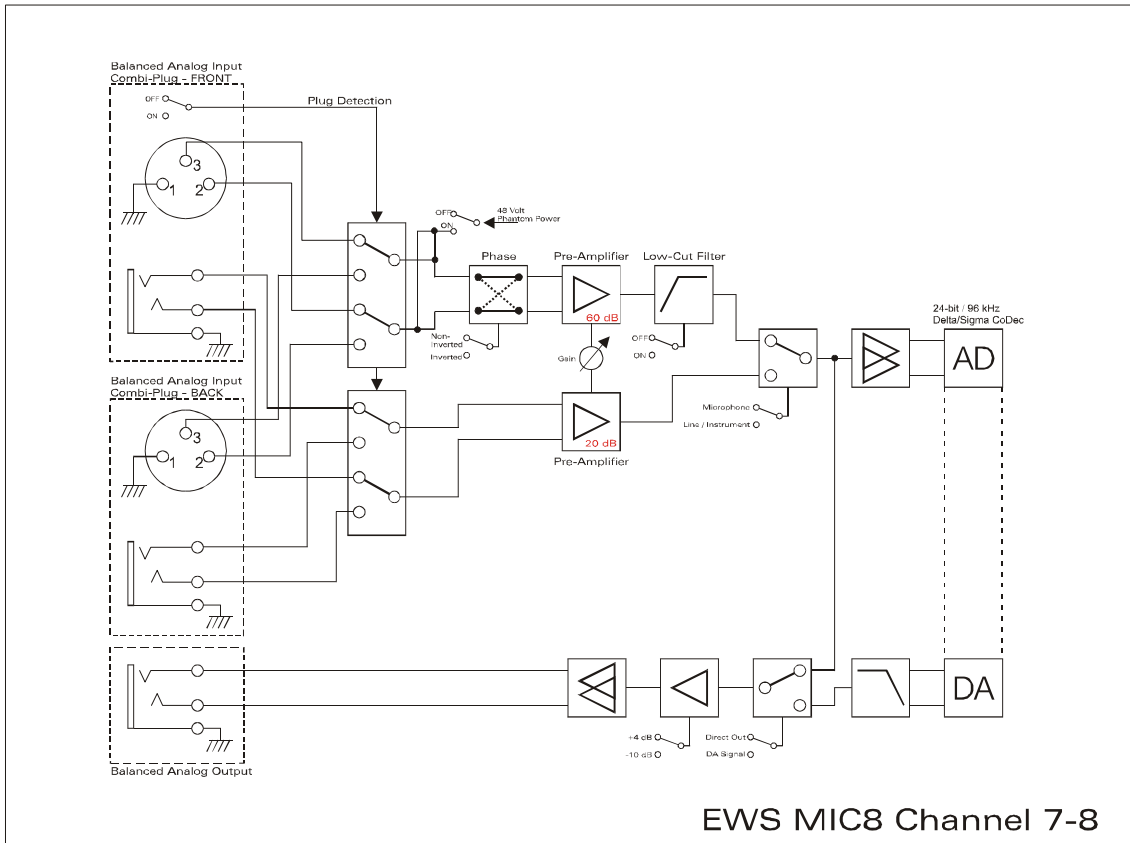 Balanced Analog Input
Combi-Plug - FRONT
OFF
ON
Plug Detection
3
1
2
OFF
ON
48 Volt
Phantom Power
Phase
Pre-Amplifier
Low-Cut Filter
60 dB
Non-
Inverted
Inverted
Gain
OFF
ON
24-bit / 96 kHz
Delta/Sigma CoDec
AD
Balanced Analog Input
Combi-Plug - BACK
3
1
2
20 dB
Pre-Amplifier
Microphone
Line / Instrument
DA
+4 dB
-10 dB
Direct Out
DA Signal
Balanced Analog Output
EWS MIC8 Channel 7-8